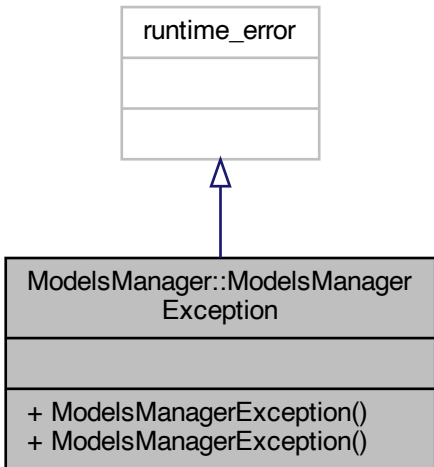 runtime_error
ModelsManager::ModelsManager
Exception
+ ModelsManagerException()
+ ModelsManagerException()